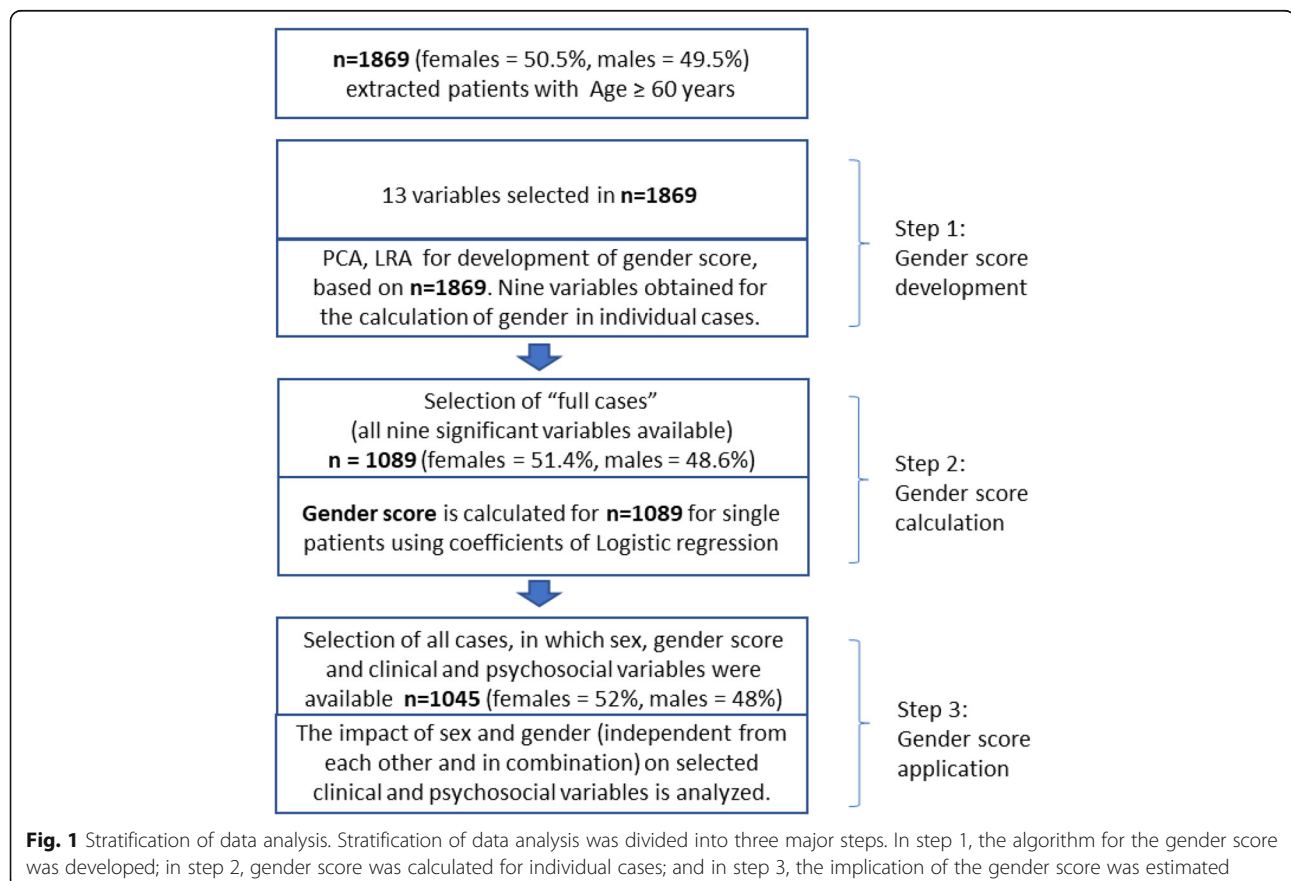 n=1869 (females = 50.5%, males = 49.5%)
extracted patients with Age ≥ 60 years
13 variables selected in n=1869
PCA, LRA for development of gender score,
based on n=1869. Nine variables obtained for
the calculation of gender in individual cases.
Step 1:
Gender score
development
Selection of “full cases”
(all nine significant variables available)
n = 1089 (females = 51.4%, males = 48.6%)
Gender score is calculated for n=1089 for single
patients using coefficients of Logistic regression
Step 2:
Gender score
calculation
Selection of all cases, in which sex, gender score
and clinical and psychosocial variables were
available n=1045 (females = 52%, males = 48%)
The impact of sex and gender (independent from
each other and in combination) on selected
clinical and psychosocial variables is analyzed.
Step 3:
Gender score
application
Fig. 1 Stratification of data analysis. Stratification of data analysis was divided into three major steps. In step 1, the algorithm for the gender score
was developed; in step 2, gender score was calculated for individual cases; and in step 3, the implication of the gender score was estimated